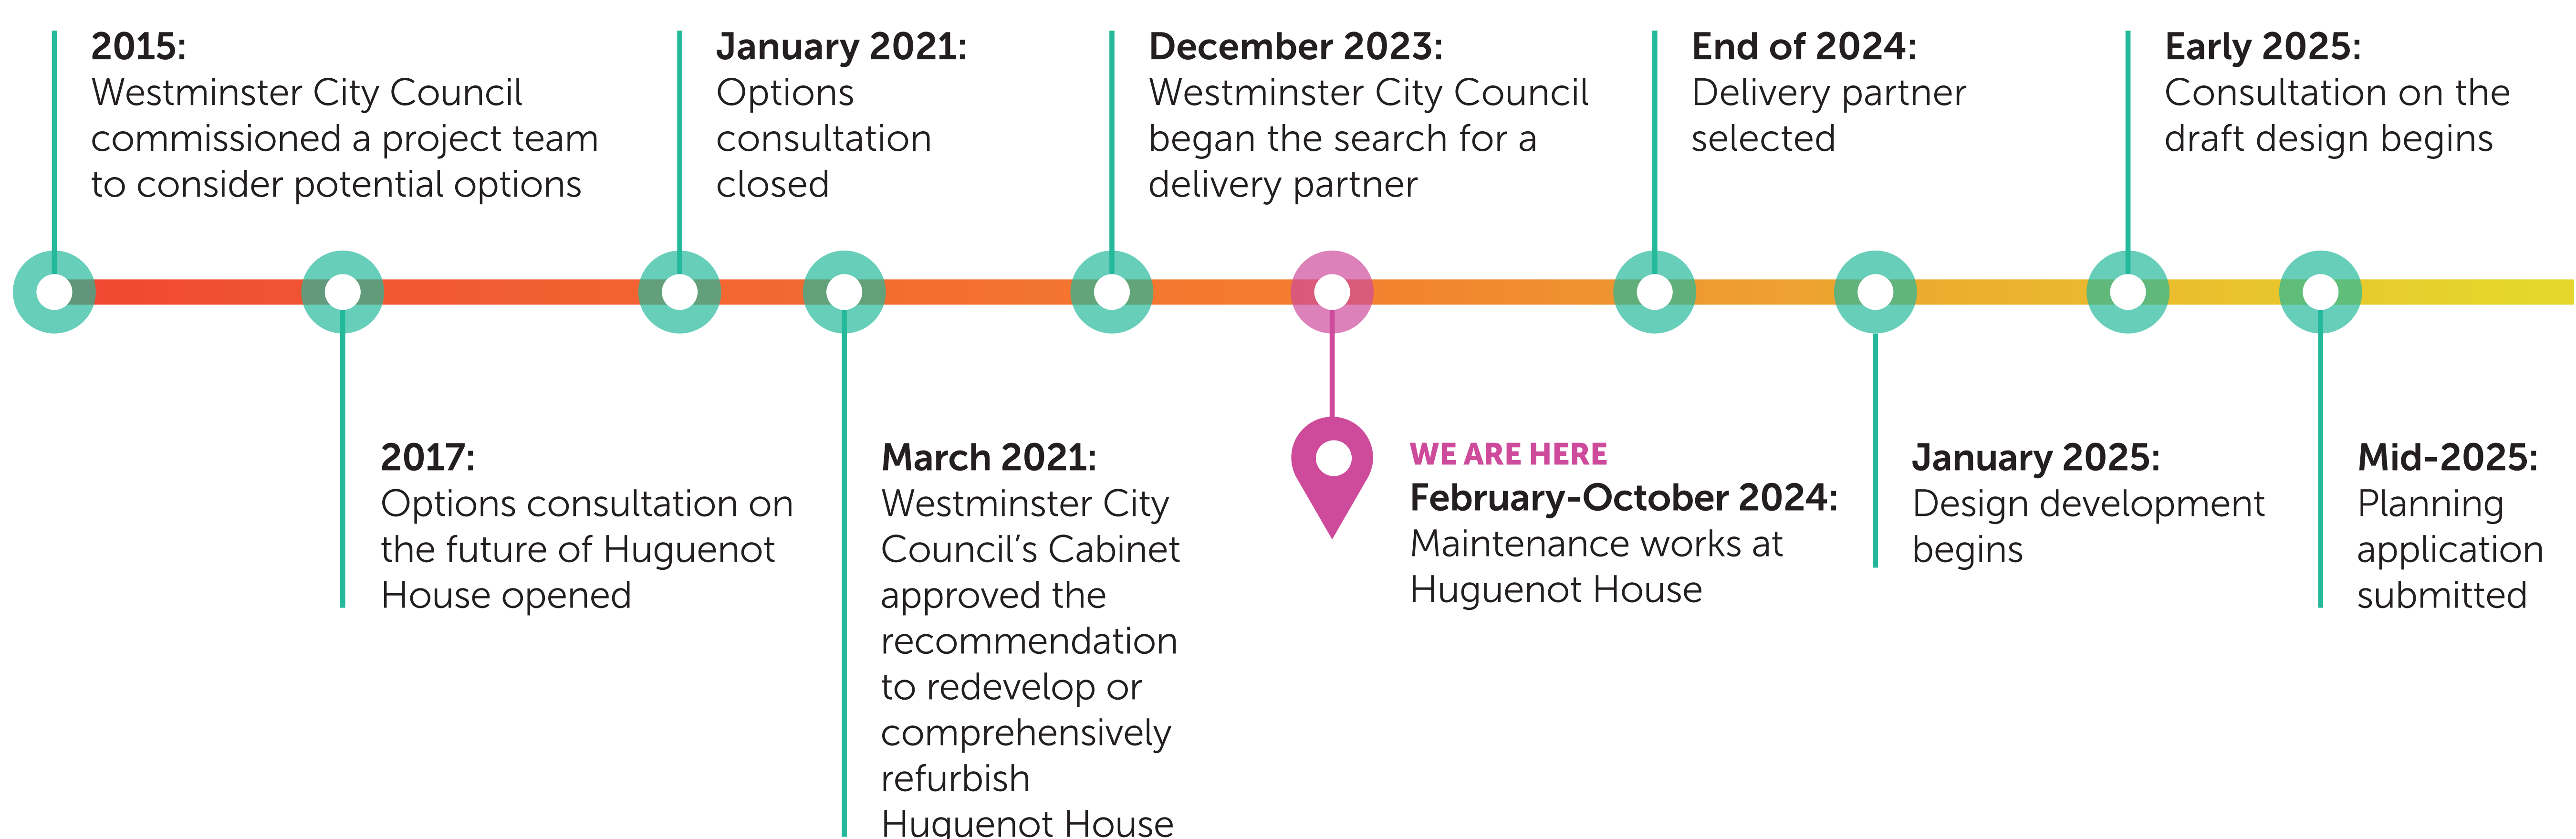 2015:
Westminster City Council
commissioned a project team
to consider potential options
January 2021:
Options
consultation
closed
December 2023:
Westminster City Council
began the search for a
delivery partner
End of 2024:
Delivery partner
selected
Early 2025:
Consultation on the
draft design begins
2017:
Options consultation on
the future of Huguenot
House opened
March 2021:
Westminster City
Council’s Cabinet
approved the
recommendation
to redevelop or
comprehensively
refurbish
Huguenot House
WE ARE HERE
February-October 2024:
Maintenance works at
Huguenot House
January 2025:
Design development
begins
Mid-2025:
Planning
application
submitted